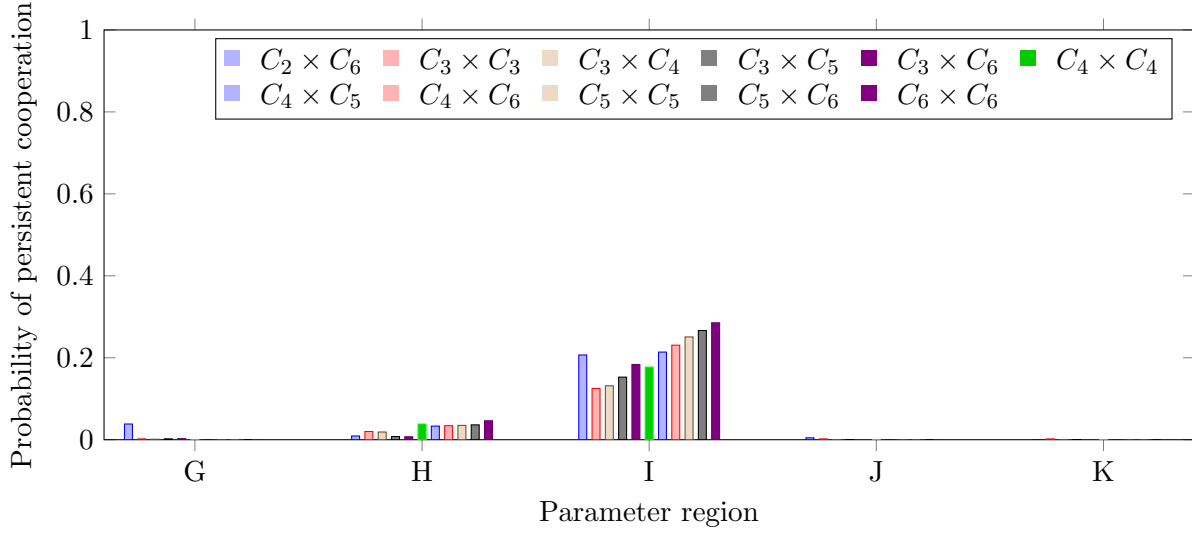 1
C₂ × C₆ C₃ × C₃ C₃ × C₄ C₃ × C₅ C₃ × C₆ C₄ × C₄
C₄ × C₅ C₄ × C₆ C₅ × C₅ C₅ × C₆ C₆ × C₆
0.8
0.6
0.4
0.2
0
Probability of persistent cooperation
G H I J K
Parameter region